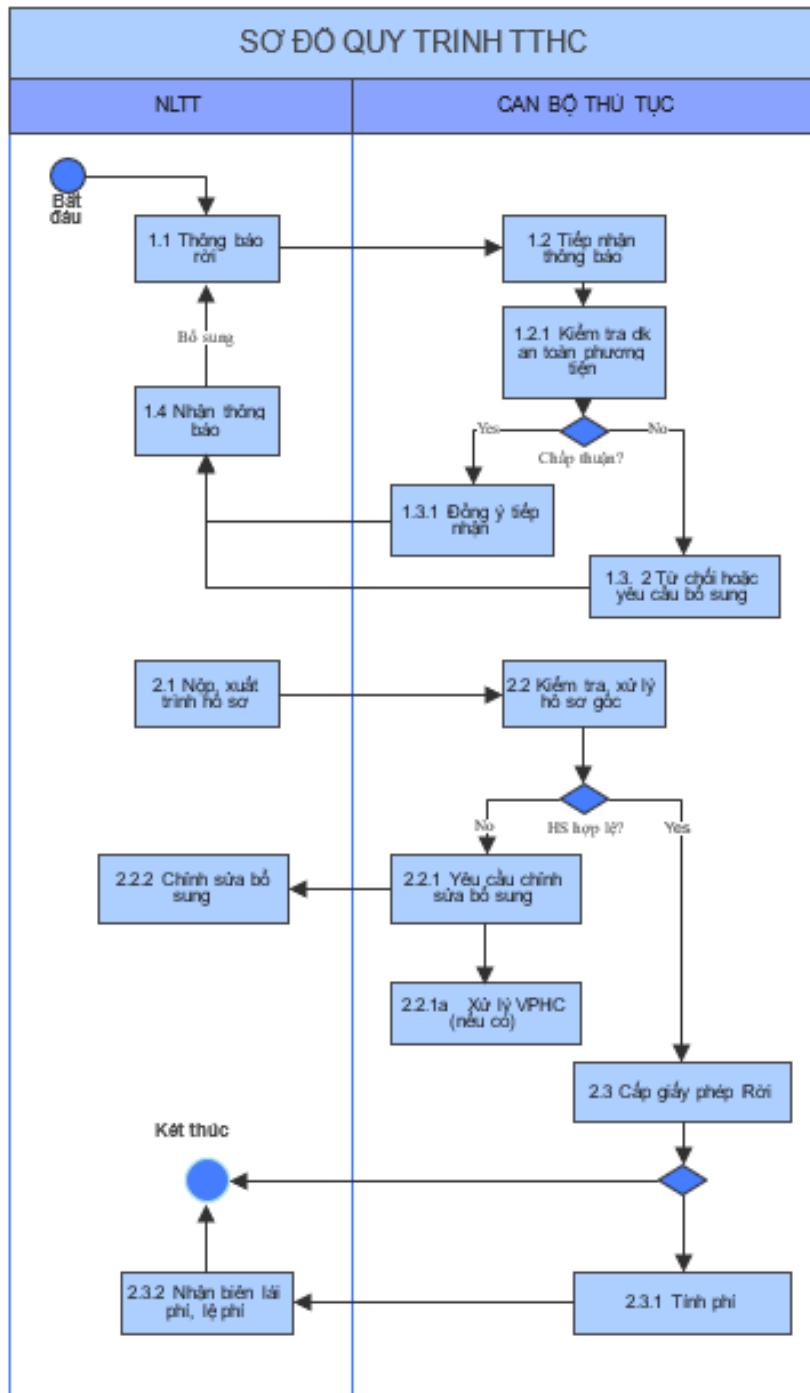 SƠ ĐỒ QUY TRINH TTHC
NLTT
CAN BỘ THỦ TỤC
Bắt
đầu
1.1 Thông báo
rời
1.2 Tiếp nhận
thông báo
Bổ sung
1.2.1 Kiểm tra dk
an toàn phương
tiện
1.4 Nhận thông
báo
Yes
No
Chấp thuận?
1.3.1 Đồng ý tiếp
nhận
1.3. 2 Từ chối hoặc
yêu cầu bổ sung
2.1 Nộp, xuất
trình hồ sơ
2.2 Kiểm tra, xử lý
hồ sơ gốc
No
HS hợp lệ?
Yes
2.2.2 Chỉnh sửa bổ
sung
2.2.1 Yêu cầu chỉnh
sửa bổ sung
2.2.1a Xử lý VPHC
(nếu có)
2.3 Cấp giấy phép Rời
Kết thúc
2.3.2 Nhận biên lai
phí, lệ phí
2.3.1 Tính phí